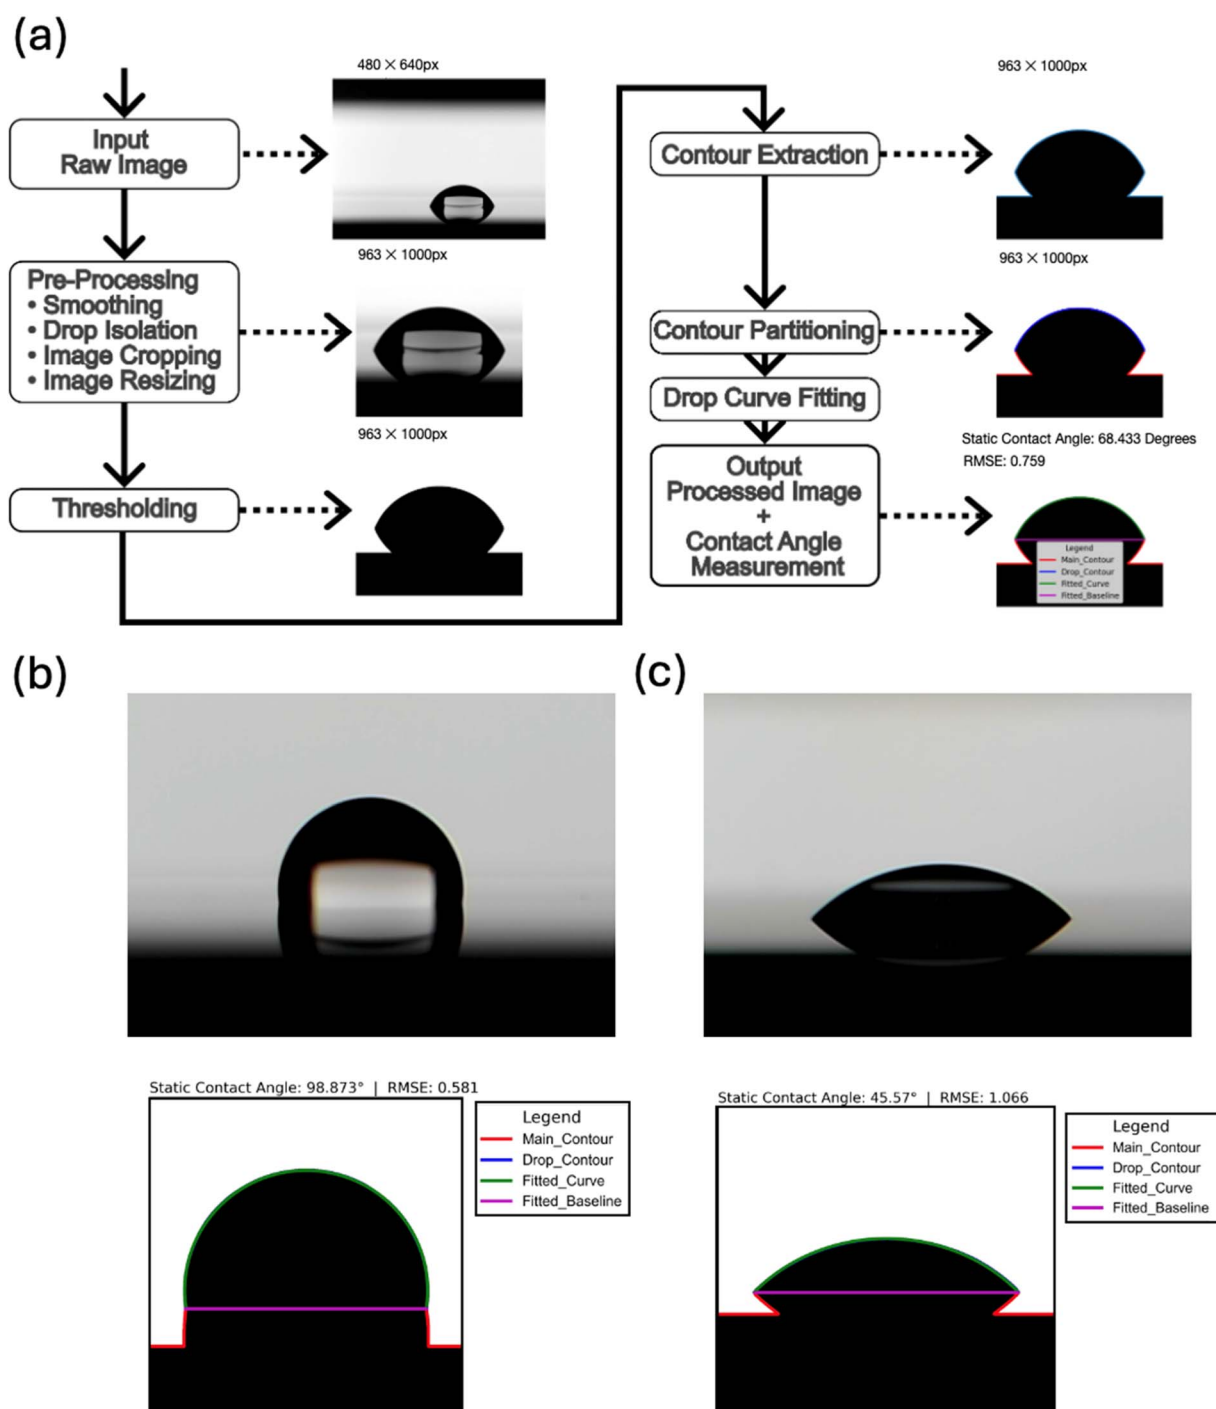 (a)
480 × 640px
Input
Raw Image
963 × 1000px
Pre-Processing
• Smoothing
• Drop Isolation
• Image Cropping
• Image Resizing
963 × 1000px
Thresholding
963 × 1000px
Contour Extraction
963 × 1000px
Contour Partitioning
Drop Curve Fitting
Static Contact Angle: 68.433 Degrees
RMSE: 0.759
Output
Processed Image
+
Contact Angle
Measurement
Legend
Main_Contour
Drop_Contour
Fitted_Curve
Fitted_Baseline
(b)
(c)
Static Contact Angle: 98.873° | RMSE: 0.581
Legend
Main_Contour
Drop_Contour
Fitted_Curve
Fitted_Baseline
Static Contact Angle: 45.57° | RMSE: 1.066
Legend
Main_Contour
Drop_Contour
Fitted_Curve
Fitted_Baseline